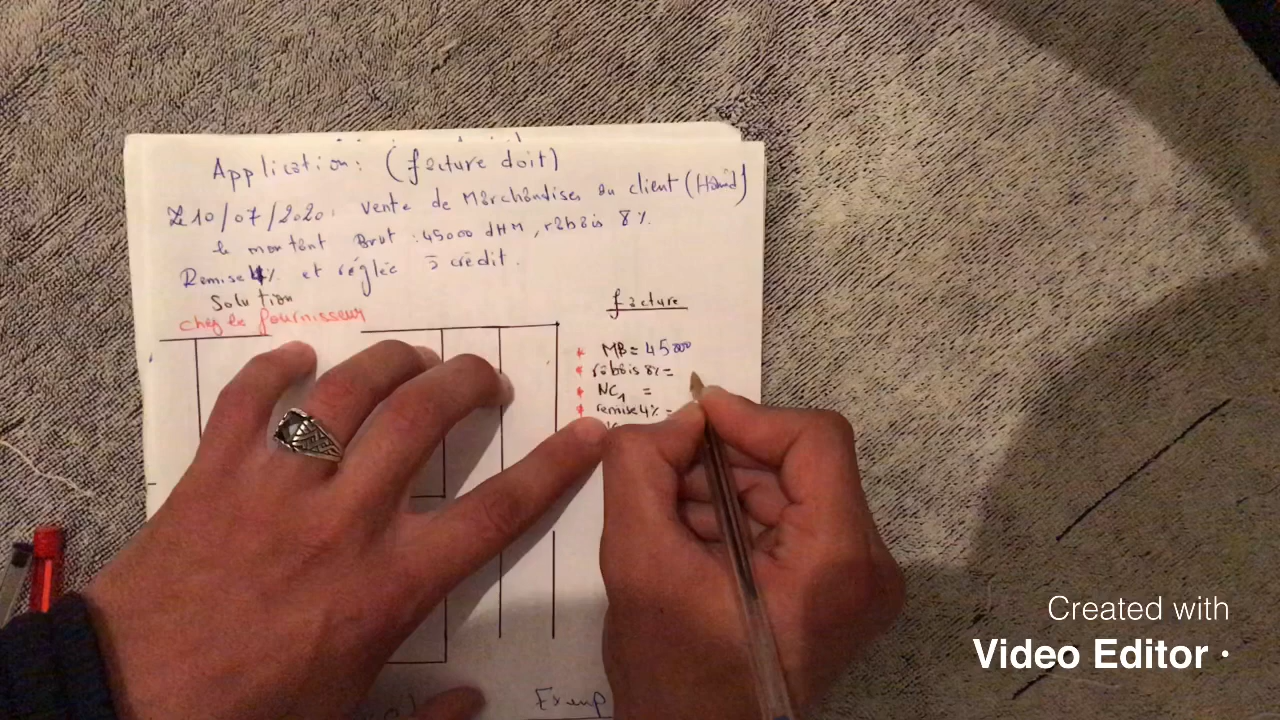 Application: (facture doit)
Le 10/07/2020: vente de Marchandises au client (Hamid)
le montant Brut : 45000 dHM, rabais 8%.
Remise 4% et réglée à crédit.
Solution
chez le fournisseur
facture
* MB = 45000
* rabais 8% =
* NC1 =
* remise 4% =
Exemp
Created with
Video Editor